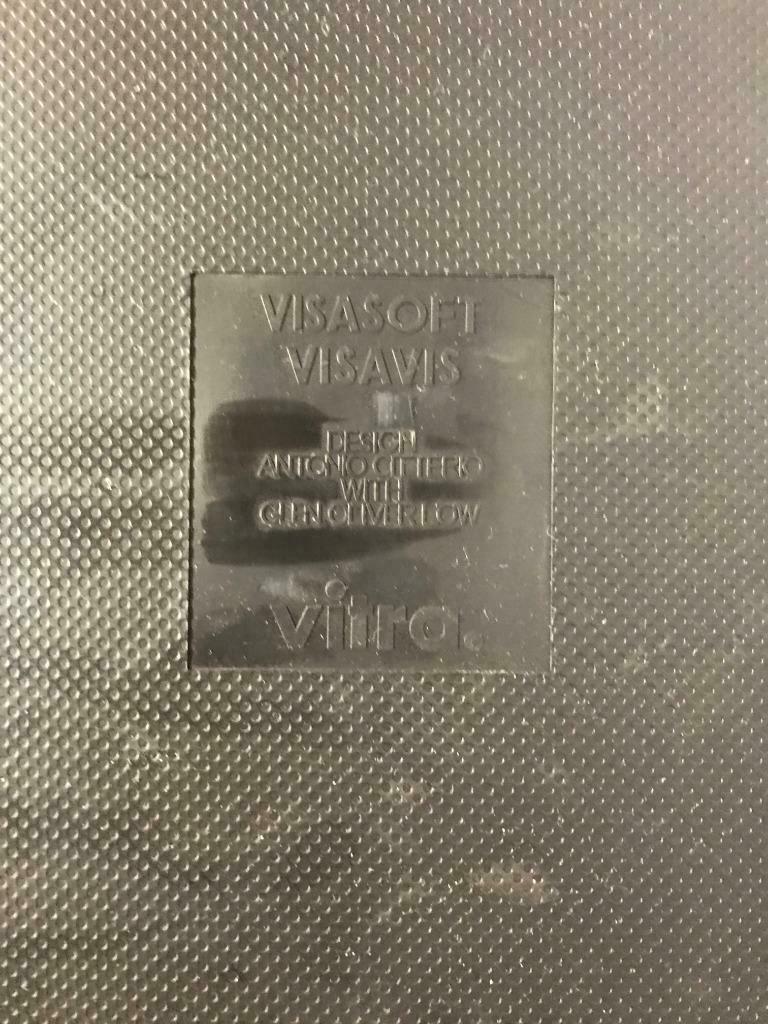 VISASOFT
VISAVIS
DESIGN
ANTONIO CITTERIO
WITH
GLEN OLIVER LOW
vitra.